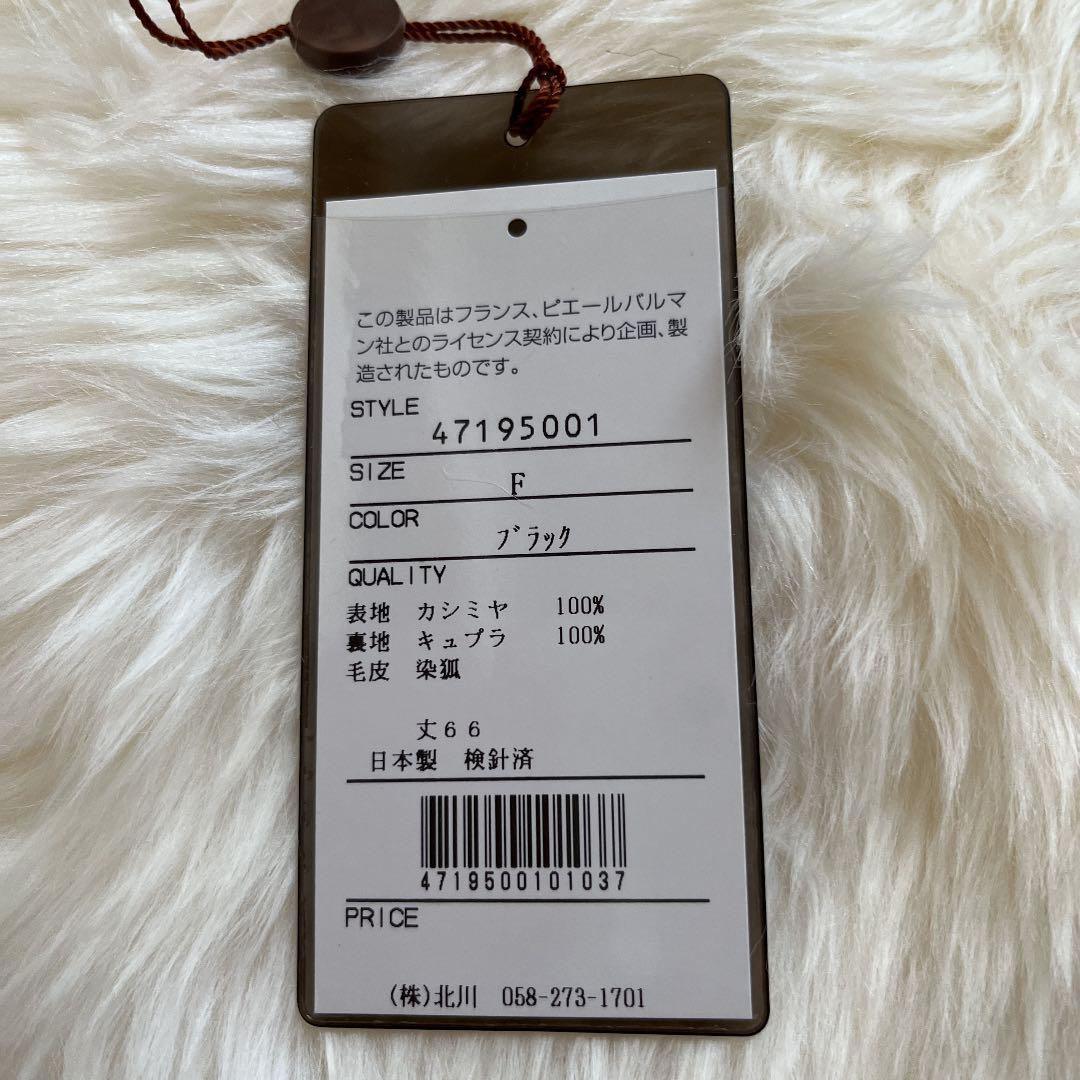 この製品はフランス、ピエールバルマ
ン社とのライセンス契約により企画、製
造されたものです。
STYLE 47195001
SIZE F
COLOR ブラック
QUALITY
表地 カシミヤ 100%
裏地 キュプラ 100%
毛皮 染狐
丈66
日本製 検針済
4719500101037
PRICE
(株)北川 058-273-1701